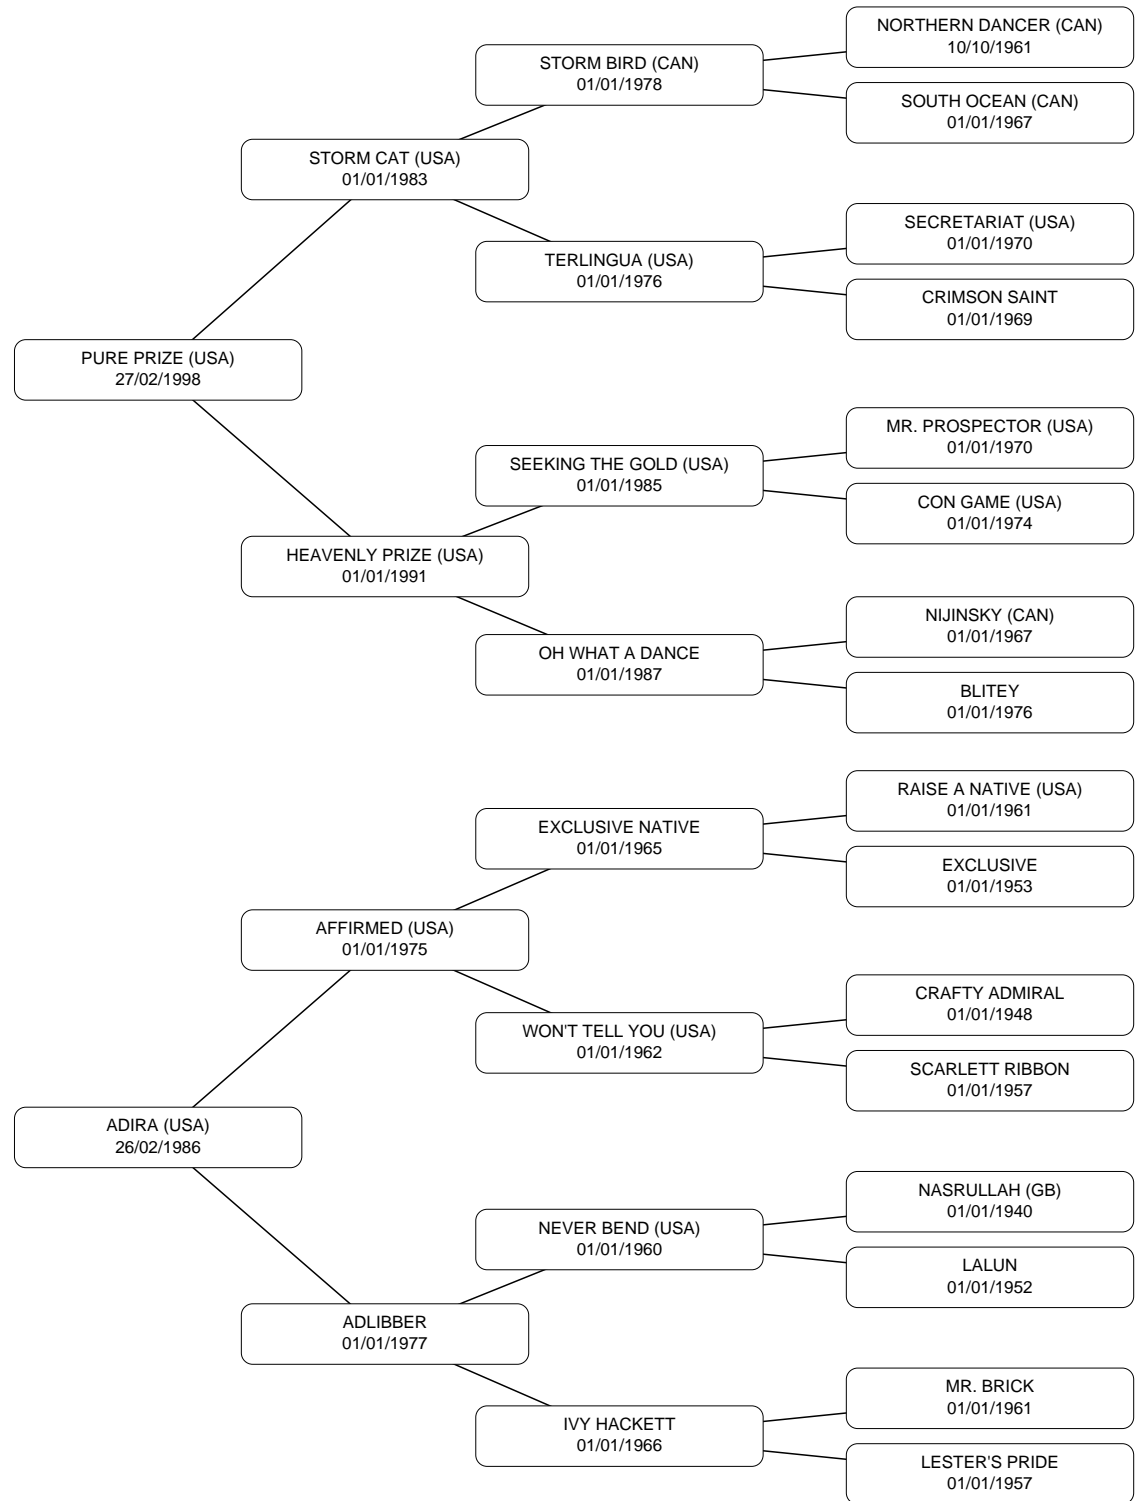 NORTHERN DANCER (CAN)
10/10/1961
STORM BIRD (CAN)
01/01/1978
SOUTH OCEAN (CAN)
01/01/1967
STORM CAT (USA)
01/01/1983
SECRETARIAT (USA)
01/01/1970
TERLINGUA (USA)
01/01/1976
CRIMSON SAINT
01/01/1969
PURE PRIZE (USA)
27/02/1998
MR. PROSPECTOR (USA)
01/01/1970
SEEKING THE GOLD (USA)
01/01/1985
CON GAME (USA)
01/01/1974
HEAVENLY PRIZE (USA)
01/01/1991
NIJINSKY (CAN)
01/01/1967
OH WHAT A DANCE
01/01/1987
BLITEY
01/01/1976
RAISE A NATIVE (USA)
01/01/1961
EXCLUSIVE NATIVE
01/01/1965
EXCLUSIVE
01/01/1953
AFFIRMED (USA)
01/01/1975
CRAFTY ADMIRAL
01/01/1948
WON'T TELL YOU (USA)
01/01/1962
SCARLETT RIBBON
01/01/1957
ADIRA (USA)
26/02/1986
NASRULLAH (GB)
01/01/1940
NEVER BEND (USA)
01/01/1960
LALUN
01/01/1952
ADLIBBER
01/01/1977
MR. BRICK
01/01/1961
IVY HACKETT
01/01/1966
LESTER'S PRIDE
01/01/1957